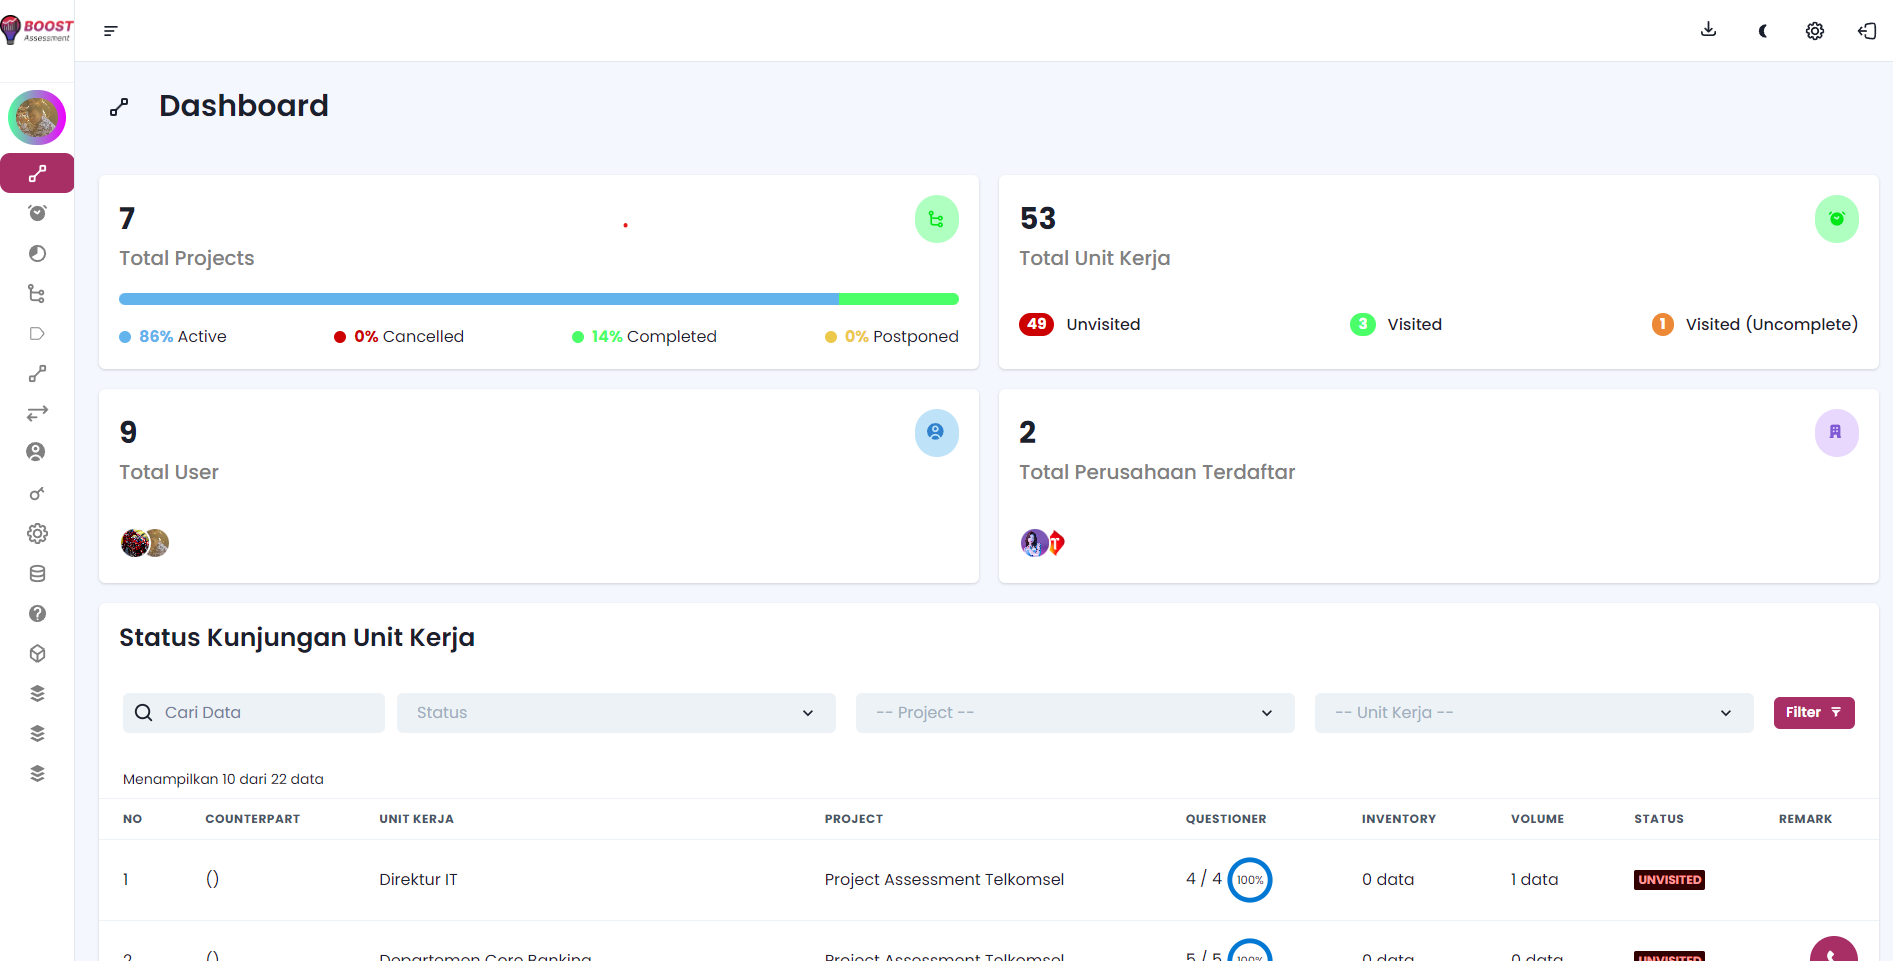 BOOST
Assessment
Dashboard
7
Total Projects
86% Active
0% Cancelled
14% Completed
0% Postponed
53
Total Unit Kerja
49 Unvisited
3 Visited
1 Visited (Uncomplete)
9
Total User
2
Total Perusahaan Terdaftar
T
Status Kunjungan Unit Kerja
Cari Data
Status
-- Project --
-- Unit Kerja --
Filter
Menampilkan 10 dari 22 data
NO COUNTERPART UNIT KERJA PROJECT QUESTIONER INVENTORY VOLUME STATUS REMARK
1 () Direktur IT Project Assessment Telkomsel 4 / 4 100% 0 data 1 data UNVISITED
2 () Departemen Core Banking Project Assessment Telkomsel 5 / 5 100% 0 data 0 data UNVISITED